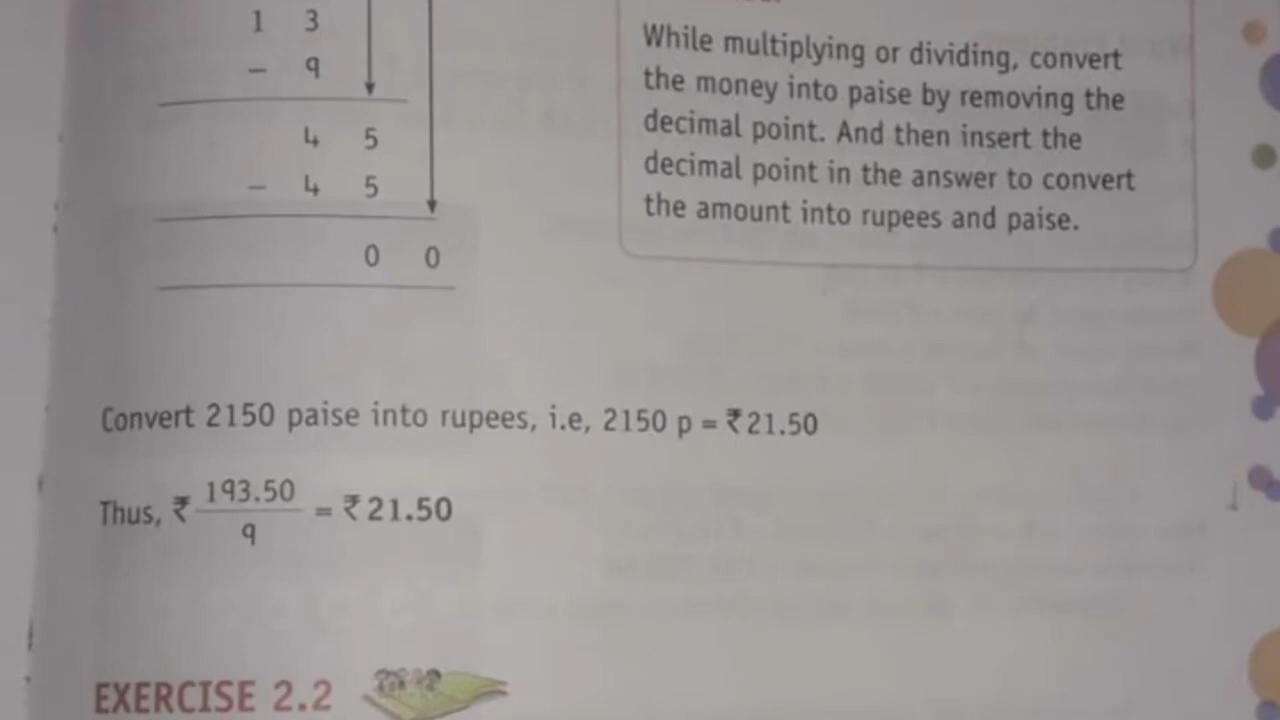 1 3
- 9
4 5
- 4 5
0 0
While multiplying or dividing, convert
the money into paise by removing the
decimal point. And then insert the
decimal point in the answer to convert
the amount into rupees and paise.
Convert 2150 paise into rupees, i.e, 2150 p = ₹21.50
Thus, ₹ 193.50 / 9 = ₹21.50
EXERCISE 2.2